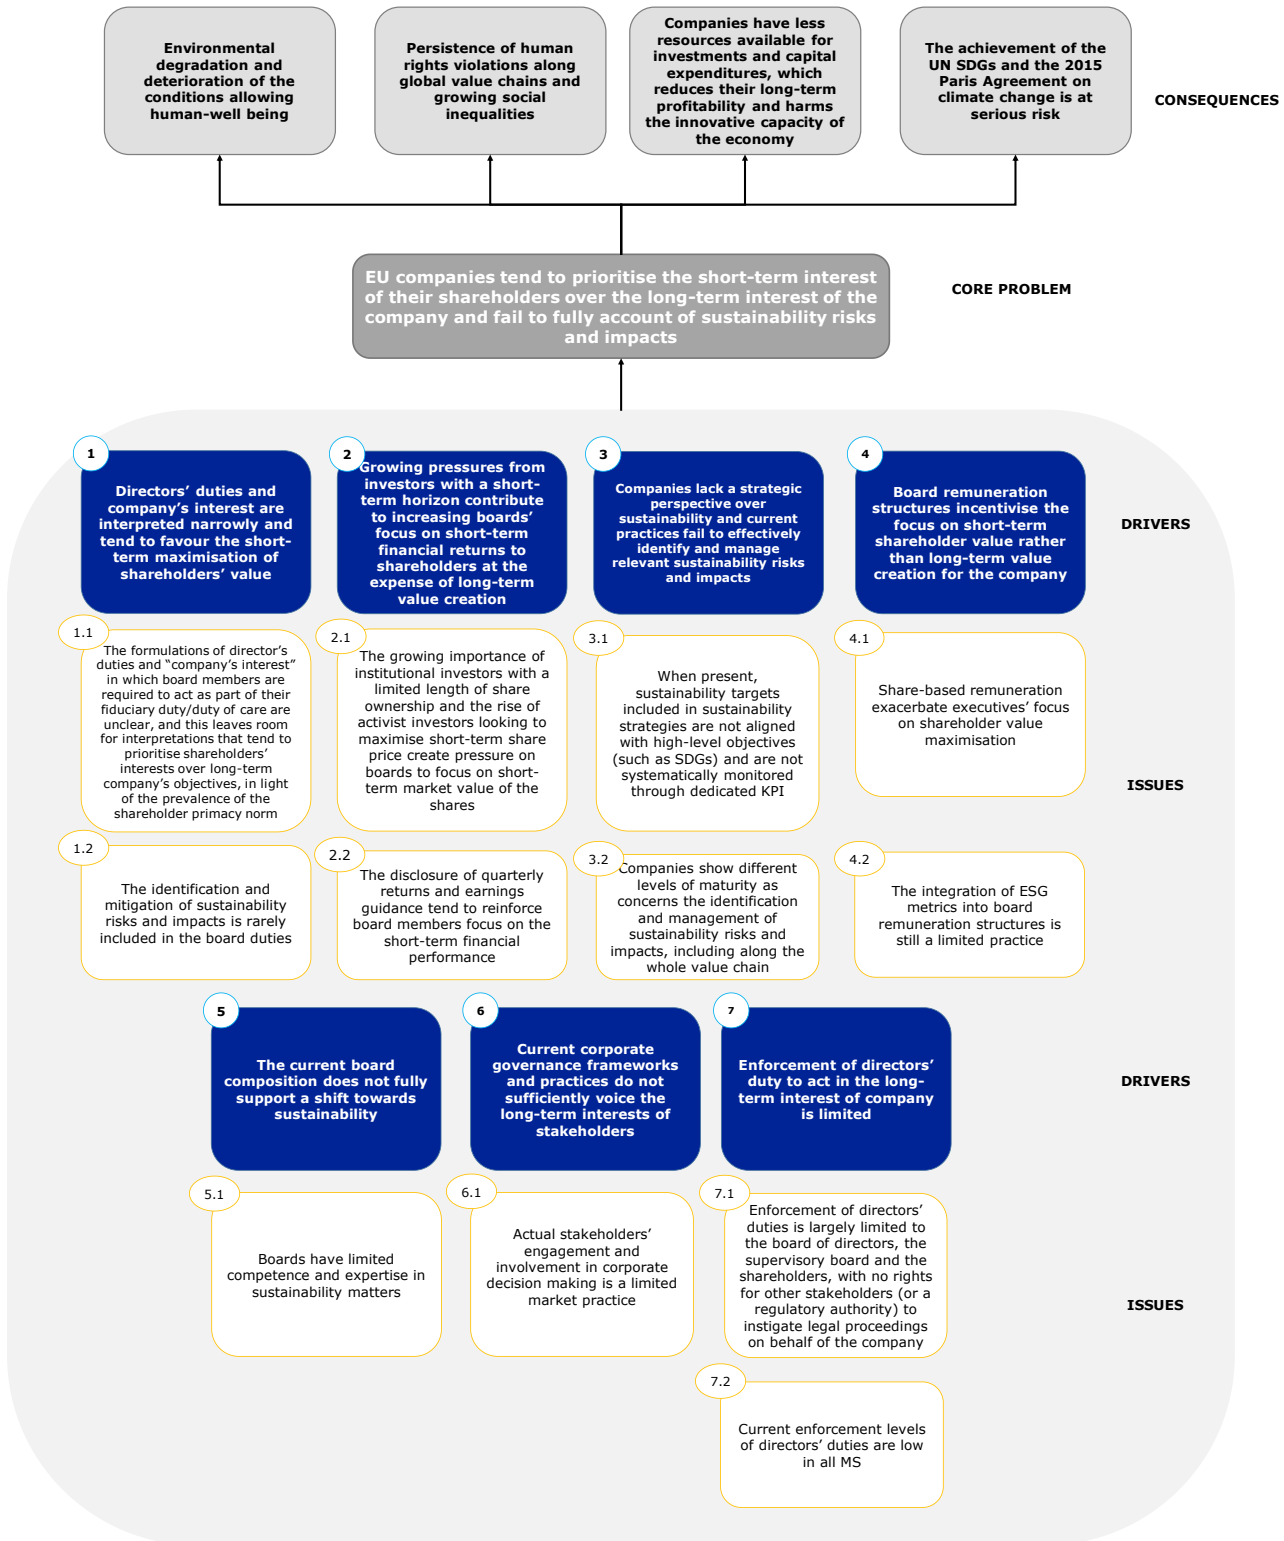 Environmental
degradation and
deterioration of the
conditions allowing
human-well being
Persistence of human
rights violations along
global value chains and
growing social
inequalities
Companies have less
resources available for
investments and capital
expenditures, which
reduces their long-term
profitability and harms
the innovative capacity of
the economy
The achievement of the
UN SDGs and the 2015
Paris Agreement on
climate change is at
serious risk
CONSEQUENCES
EU companies tend to prioritise the short-term interest
of their shareholders over the long-term interest of the
company and fail to fully account of sustainability risks
and impacts
CORE PROBLEM
1
Directors’ duties and
company’s interest are
interpreted narrowly and
tend to favour the short-
term maximisation of
shareholders’ value
2
Growing pressures from
investors with a short-
term horizon contribute
to increasing boards’
focus on short-term
financial returns to
shareholders at the
expense of long-term
value creation
3
Companies lack a strategic
perspective over
sustainability and current
practices fail to effectively
identify and manage
relevant sustainability risks
and impacts
4
Board remuneration
structures incentivise the
focus on short-term
shareholder value rather
than long-term value
creation for the company
DRIVERS
1.1
The formulations of director’s
duties and “company’s interest”
in which board members are
required to act as part of their
fiduciary duty/duty of care are
unclear, and this leaves room
for interpretations that tend to
prioritise shareholders’
interests over long-term
company’s objectives, in light
of the prevalence of the
shareholder primacy norm
2.1
The growing importance of
institutional investors with a
limited length of share
ownership and the rise of
activist investors looking to
maximise short-term share
price create pressure on
boards to focus on short-
term market value of the
shares
3.1
When present,
sustainability targets
included in sustainability
strategies are not aligned
with high-level objectives
(such as SDGs) and are not
systematically monitored
through dedicated KPI
4.1
Share-based remuneration
exacerbate executives’ focus
on shareholder value
maximisation
ISSUES
1.2
The identification and
mitigation of sustainability
risks and impacts is rarely
included in the board duties
2.2
The disclosure of quarterly
returns and earnings
guidance tend to reinforce
board members focus on the
short-term financial
performance
3.2
Companies show different
levels of maturity as
concerns the identification
and management of
sustainability risks and
impacts, including along the
whole value chain
4.2
The integration of ESG
metrics into board
remuneration structures is
still a limited practice
5
The current board
composition does not fully
support a shift towards
sustainability
6
Current corporate
governance frameworks
and practices do not
sufficiently voice the
long-term interests of
stakeholders
7
Enforcement of directors’
duty to act in the long-
term interest of company
is limited
DRIVERS
5.1
Boards have limited
competence and expertise in
sustainability matters
6.1
Actual stakeholders’
engagement and
involvement in corporate
decision making is a limited
market practice
7.1
Enforcement of directors’
duties is largely limited to
the board of directors, the
supervisory board and the
shareholders, with no rights
for other stakeholders (or a
regulatory authority) to
instigate legal proceedings
on behalf of the company
ISSUES
7.2
Current enforcement levels
of directors’ duties are low
in all MS